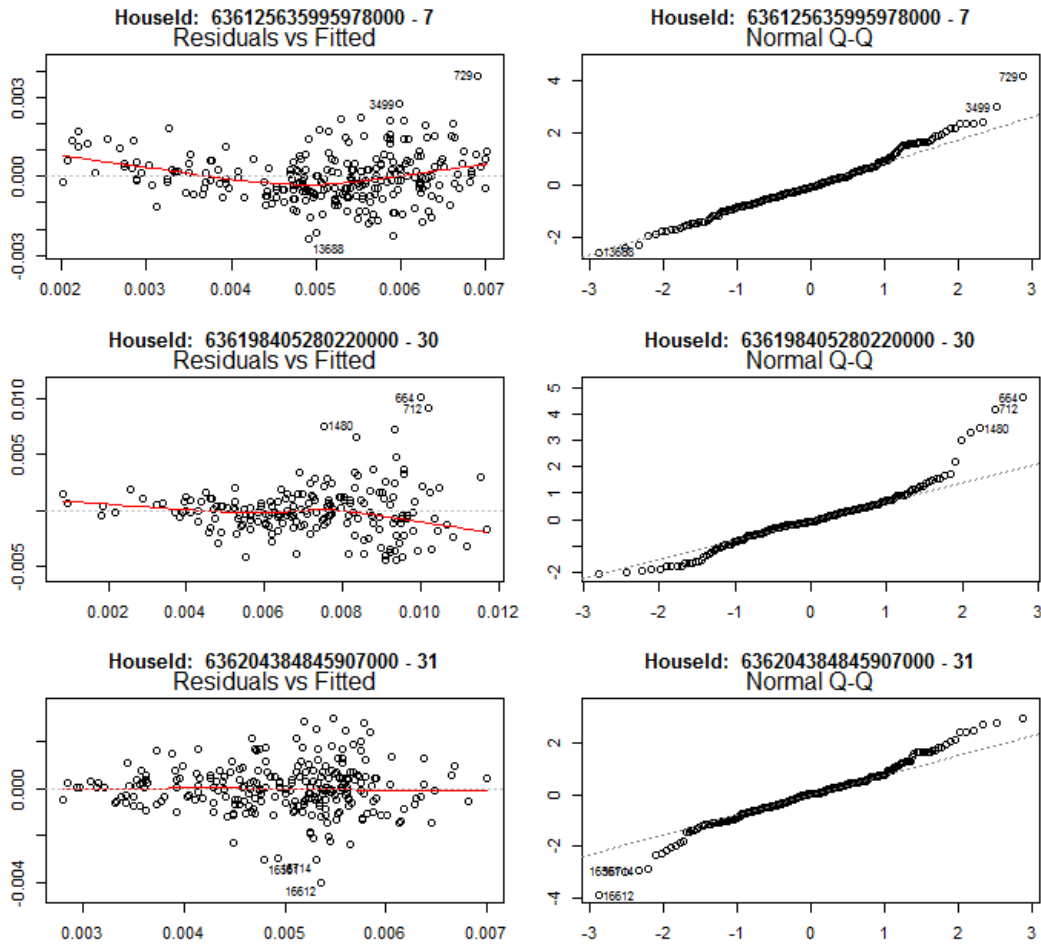 HouseId: 636125635995978000 - 7
Residuals vs Fitted
0.003
0.000
-0.003
729
3499
13688
0.002 0.003 0.004 0.005 0.006 0.007
HouseId: 636125635995978000 - 7
Normal Q-Q
4
2
0
-2
729
3499
13688
-3 -2 -1 0 1 2 3
HouseId: 636198405280220000 - 30
Residuals vs Fitted
0.010
0.005
0.000
-0.005
664
712
1480
0.002 0.004 0.006 0.008 0.010 0.012
HouseId: 636198405280220000 - 30
Normal Q-Q
5
4
3
2
1
0
-2
664
712
1480
-3 -2 -1 0 1 2 3
HouseId: 636204384845907000 - 31
Residuals vs Fitted
0.000
-0.004
16612
0.003 0.004 0.005 0.006 0.007
HouseId: 636204384845907000 - 31
Normal Q-Q
2
0
-2
-4
16612
-3 -2 -1 0 1 2 3